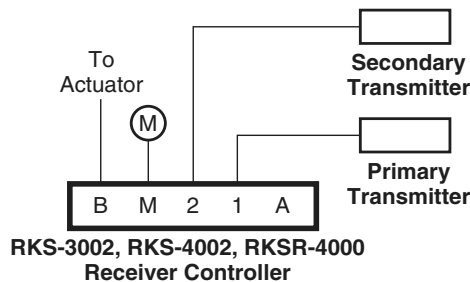 To
Actuator
M
Secondary
Transmitter
Primary
Transmitter
B M 2 1 A
RKS-3002, RKS-4002, RKSR-4000
Receiver Controller